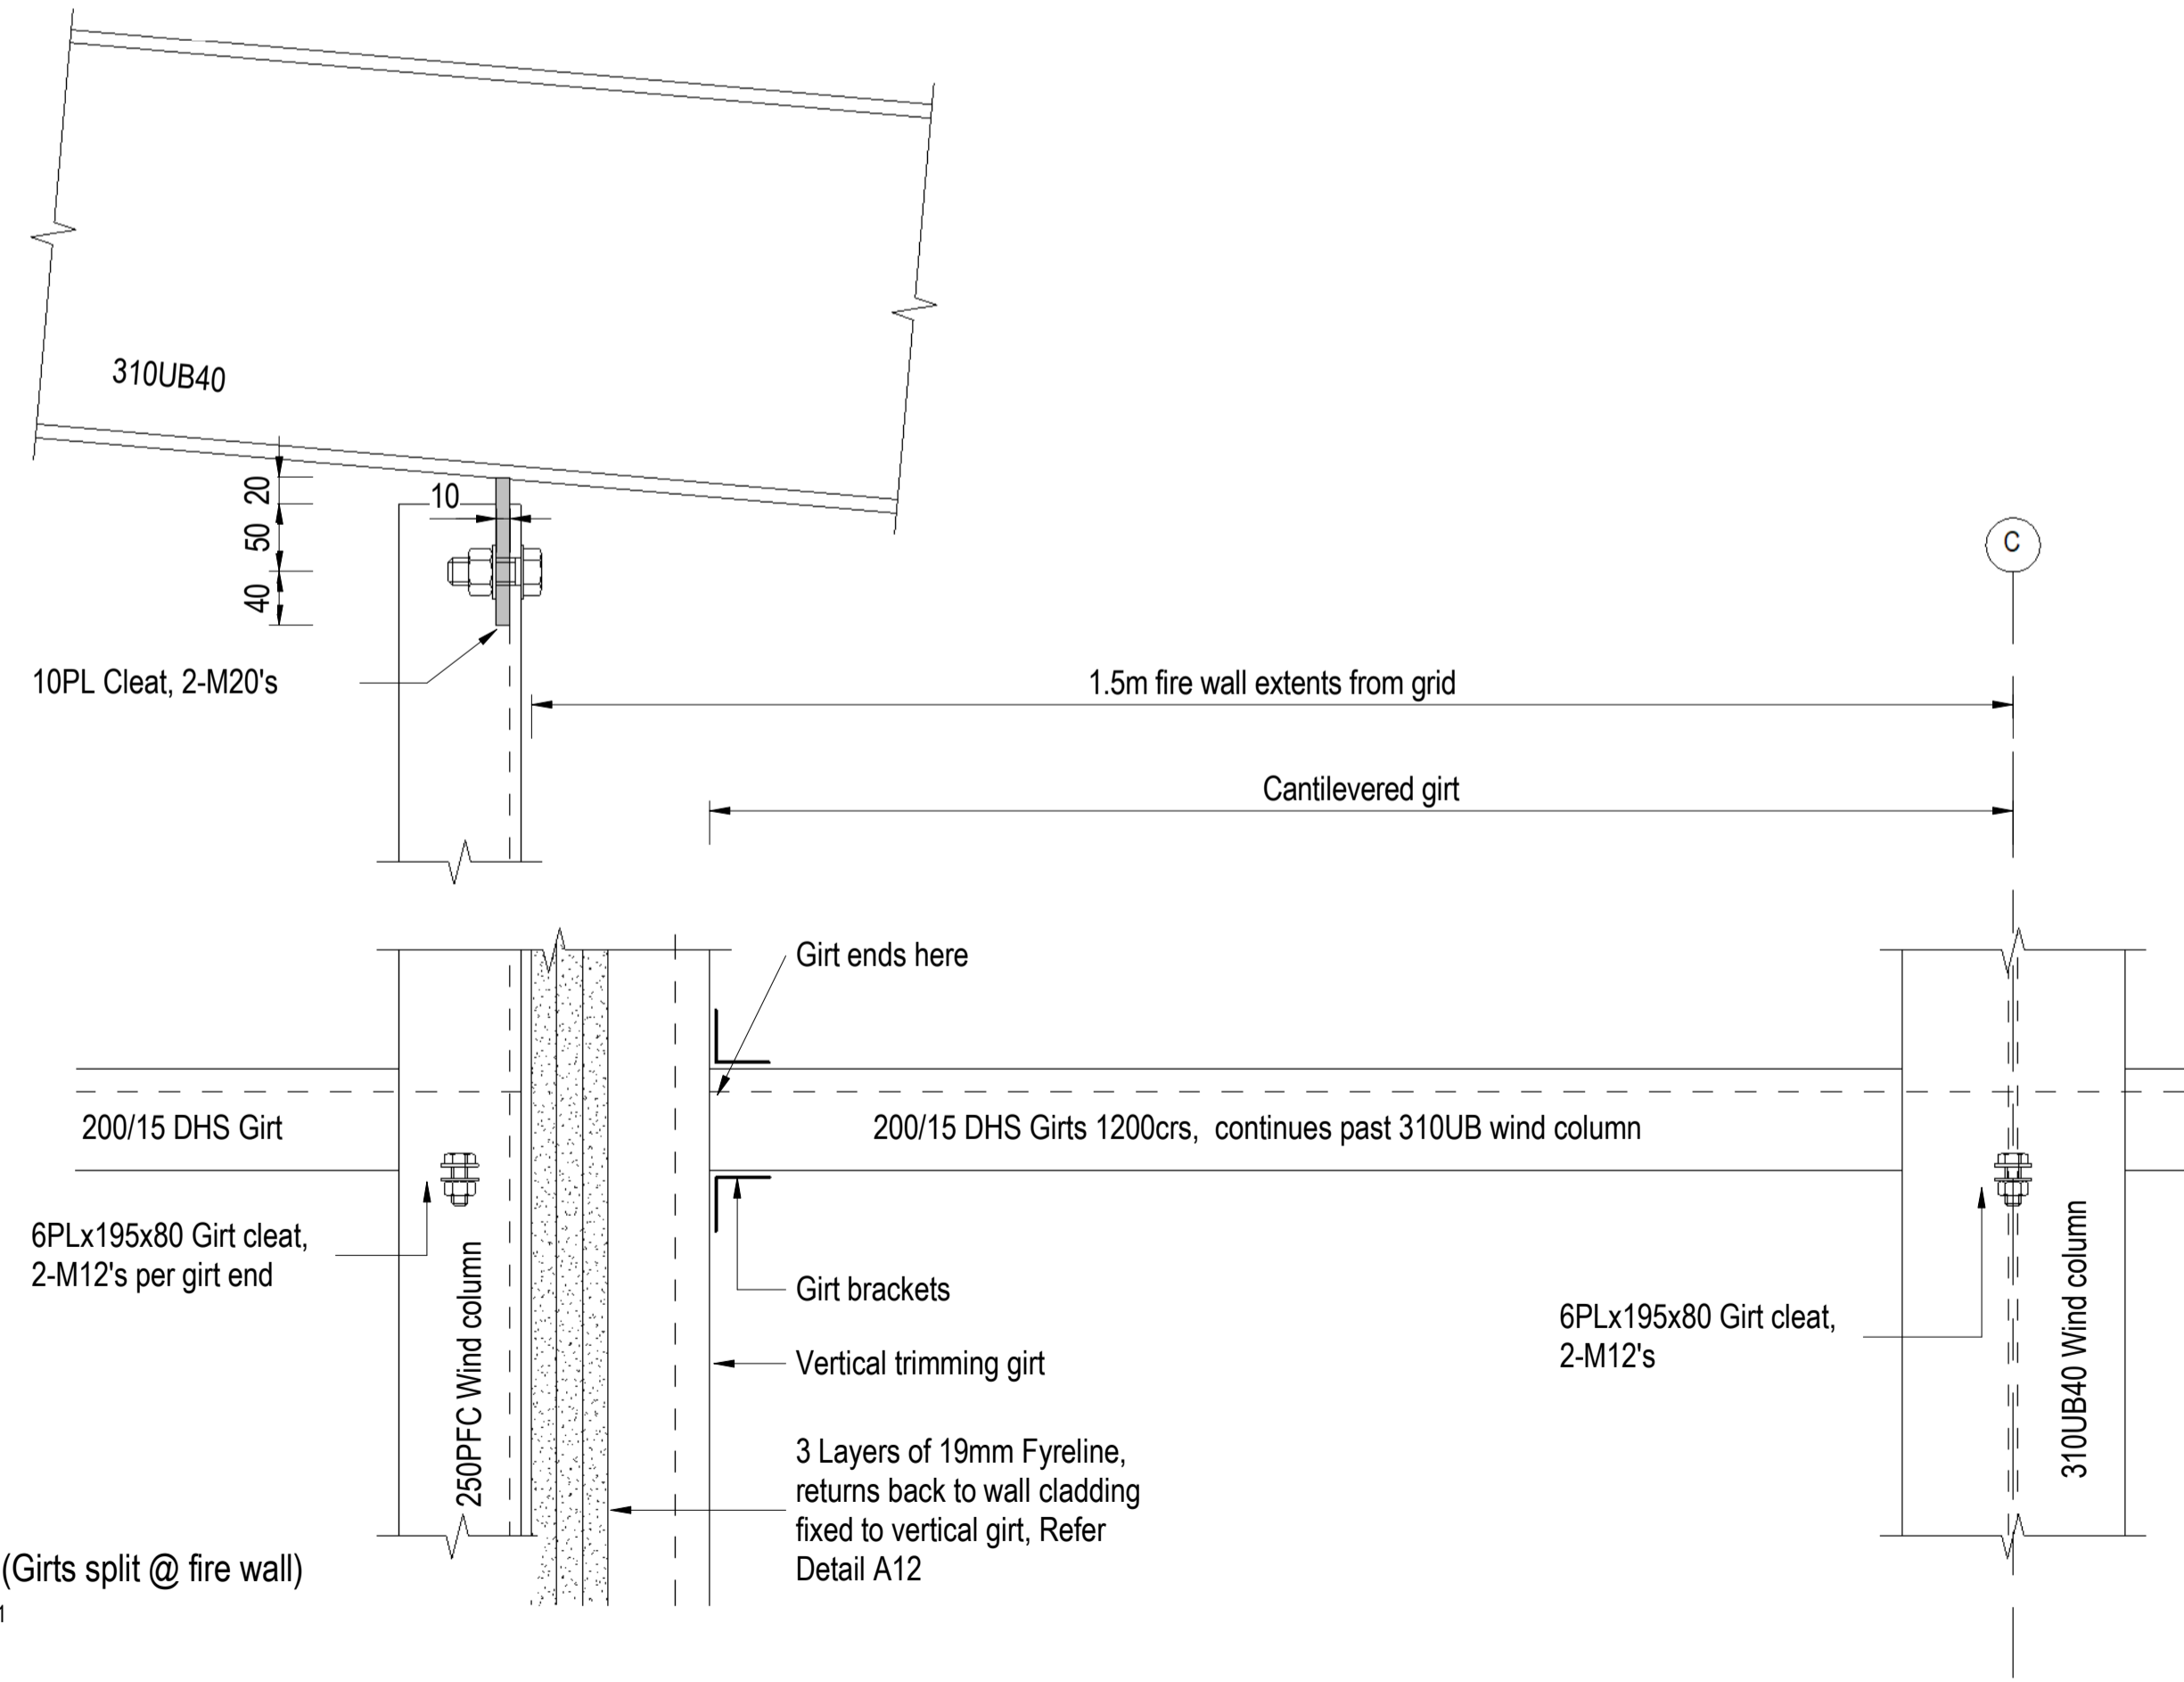 310UB40
20
10
50
40
C
10PL Cleat, 2-M20's
1.5m fire wall extents from grid
Cantilevered girt
Girt ends here
200/15 DHS Girt
200/15 DHS Girts 1200crs, continues past 310UB wind column
6PLx195x80 Girt cleat,
2-M12's per girt end
250PFC Wind column
Girt brackets
Vertical trimming girt
3 Layers of 19mm Fyreline,
returns back to wall cladding
fixed to vertical girt, Refer
Detail A12
6PLx195x80 Girt cleat,
2-M12's
310UB40 Wind column
(Girts split @ fire wall)